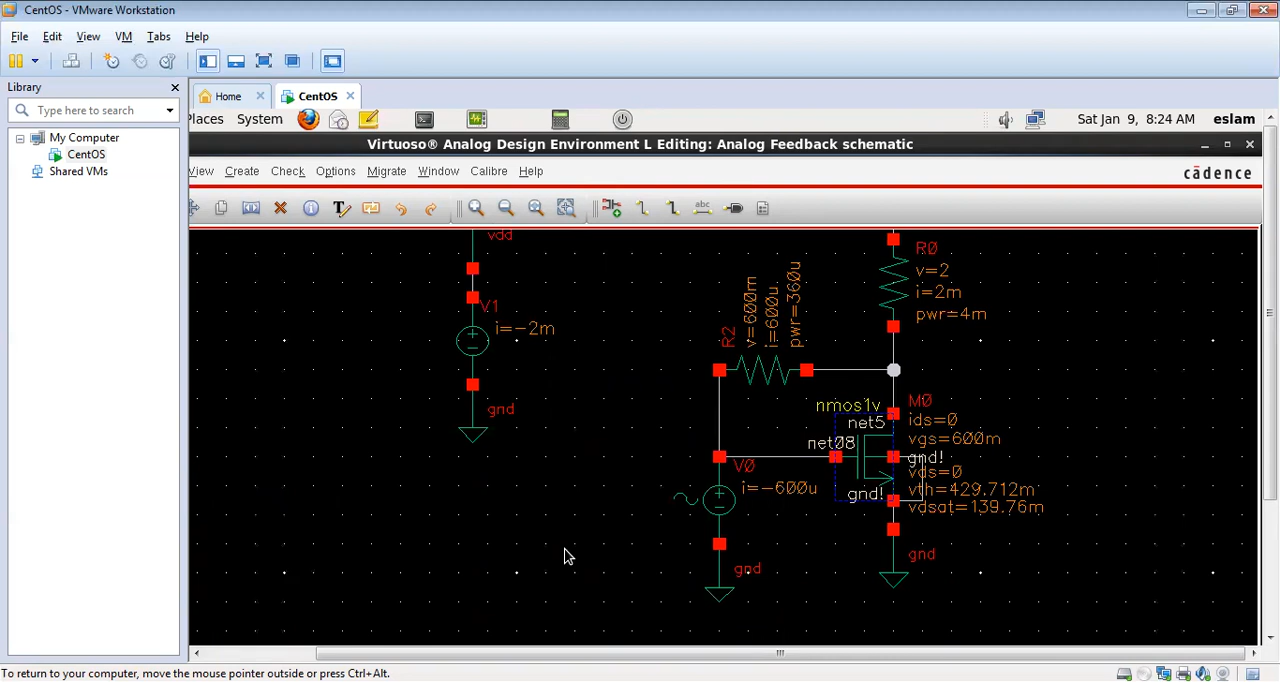 CentOS - VMware Workstation
File Edit View VM Tabs Help
Library
Type here to search
My Computer
CentOS
Shared VMs
Home CentOS
Places System Sat Jan 9, 8:24 AM eslam
Virtuoso® Analog Design Environment L Editing: Analog Feedback schematic
View Create Check Options Migrate Window Calibre Help
cādence
abc
vdd
V1
i=-2m
gnd
R2
v=600m
i=600u
pwr=360u
R0
v=2
i=2m
pwr=4m
nmos1v
M0
net5
ids=0
vgs=600m
net08
gnd!
V0
i=-600u
gnd!
vds=0
vth=429.712m
vdsat=139.76m
gnd
gnd
To return to your computer, move the mouse pointer outside or press Ctrl+Alt.